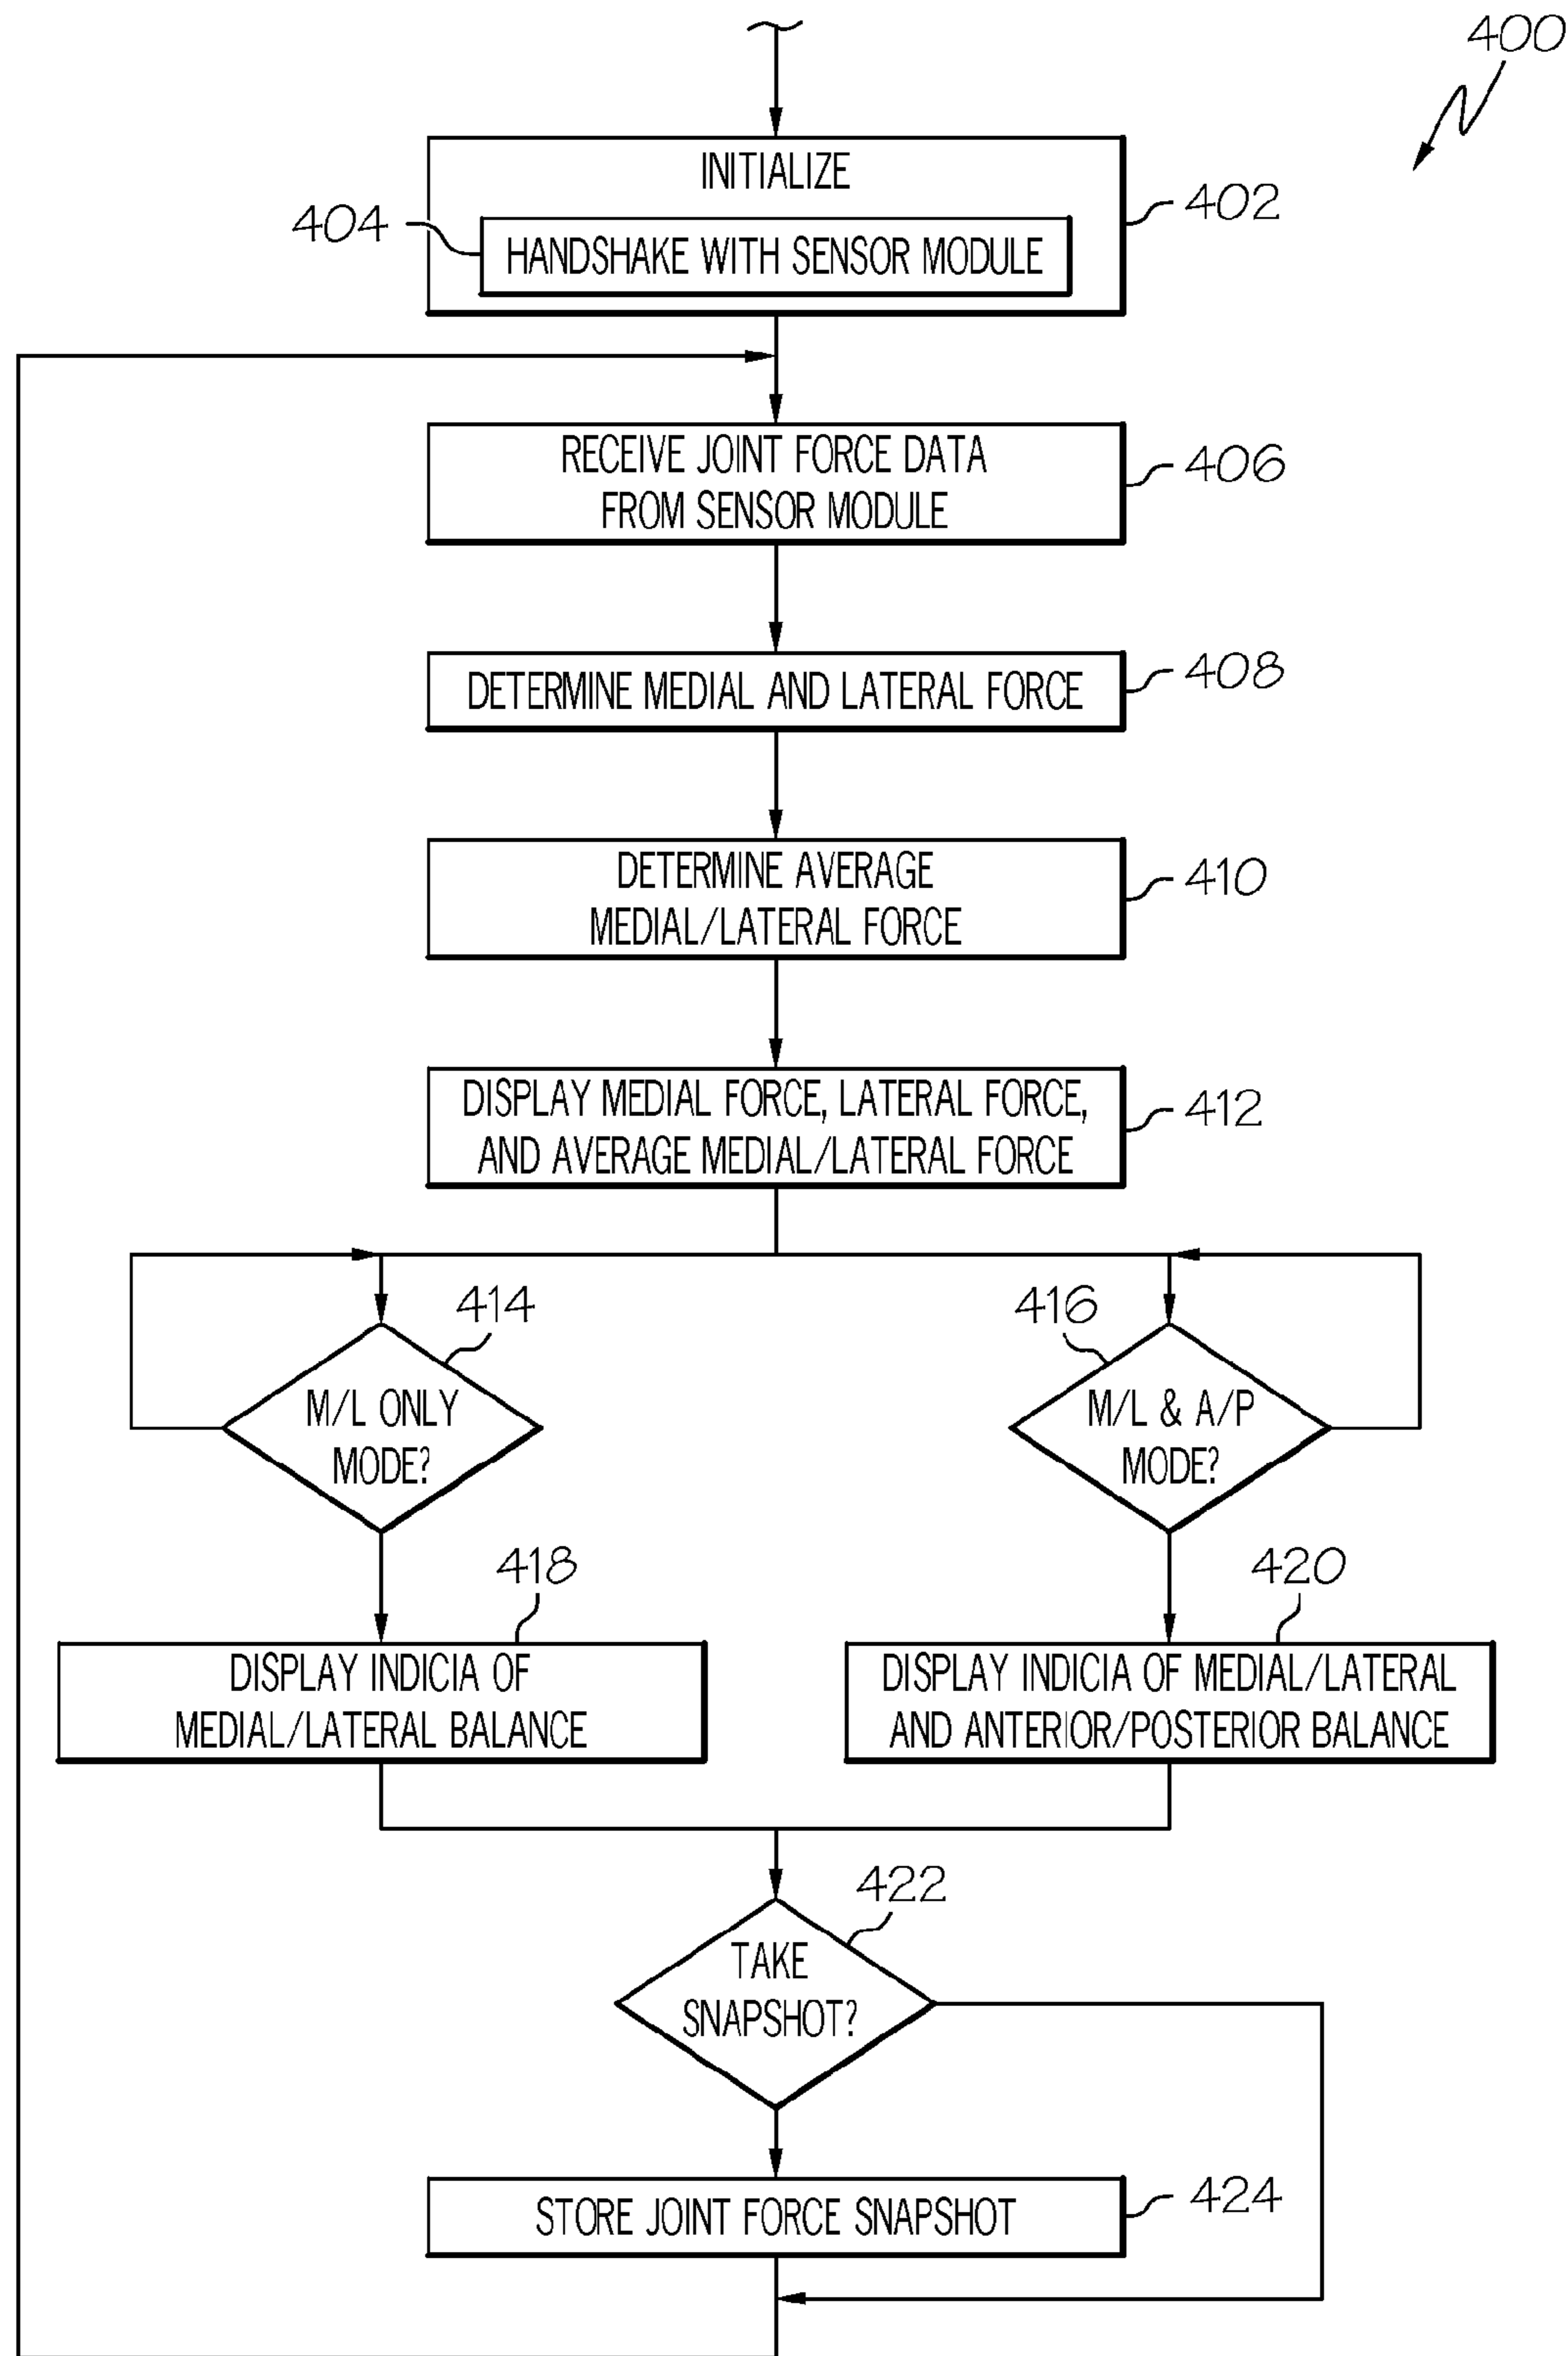 400
INITIALIZE
402
404
HANDSHAKE WITH SENSOR MODULE
RECEIVE JOINT FORCE DATA
FROM SENSOR MODULE
406
DETERMINE MEDIAL AND LATERAL FORCE
408
DETERMINE AVERAGE
MEDIAL/LATERAL FORCE
410
DISPLAY MEDIAL FORCE, LATERAL FORCE,
AND AVERAGE MEDIAL/LATERAL FORCE
412
414
M/L ONLY
MODE?
416
M/L & A/P
MODE?
418
DISPLAY INDICIA OF
MEDIAL/LATERAL BALANCE
420
DISPLAY INDICIA OF MEDIAL/LATERAL
AND ANTERIOR/POSTERIOR BALANCE
422
TAKE
SNAPSHOT?
STORE JOINT FORCE SNAPSHOT
424